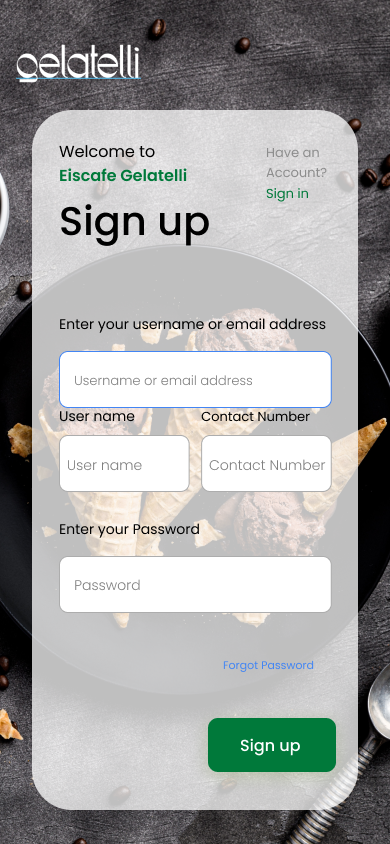 gelatelli
Welcome to
Eiscafe Gelatelli
Have an
Account?
Sign in
Sign up
Enter your username or email address
Username or email address
User name
Contact Number
User name
Contact Number
Enter your Password
Password
Forgot Password
Sign up